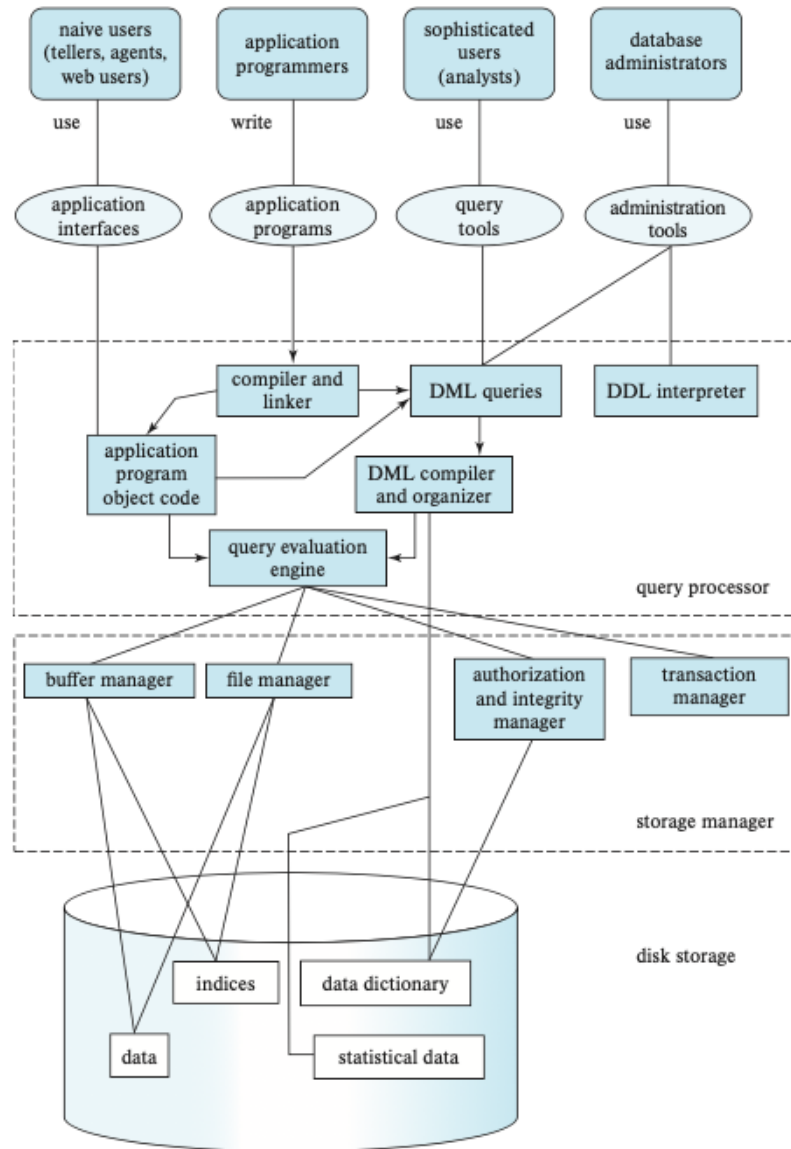 naive users
(tellers, agents,
web users)
application
programmers
sophisticated
users
(analysts)
database
administrators
use
write
use
use
application
interfaces
application
programs
query
tools
administration
tools
compiler and
linker
DML queries
DDL interpreter
application
program
object code
DML compiler
and organizer
query evaluation
engine
query processor
buffer manager
file manager
authorization
and integrity
manager
transaction
manager
storage manager
disk storage
indices
data dictionary
data
statistical data